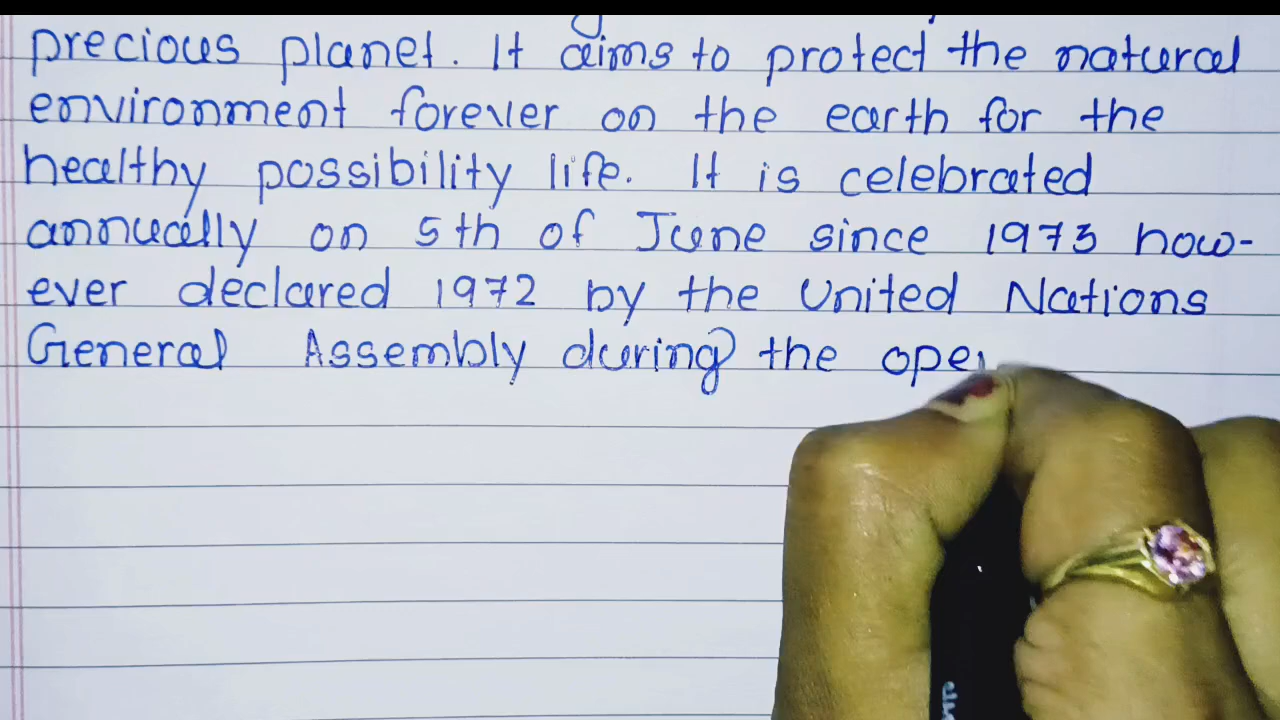 precious planet. It aims to protect the natural
environment forever on the earth for the
healthy possibility life. It is celebrated
annually on 5th of June since 1973 how-
ever declared 1972 by the United Nations
General Assembly during the ope